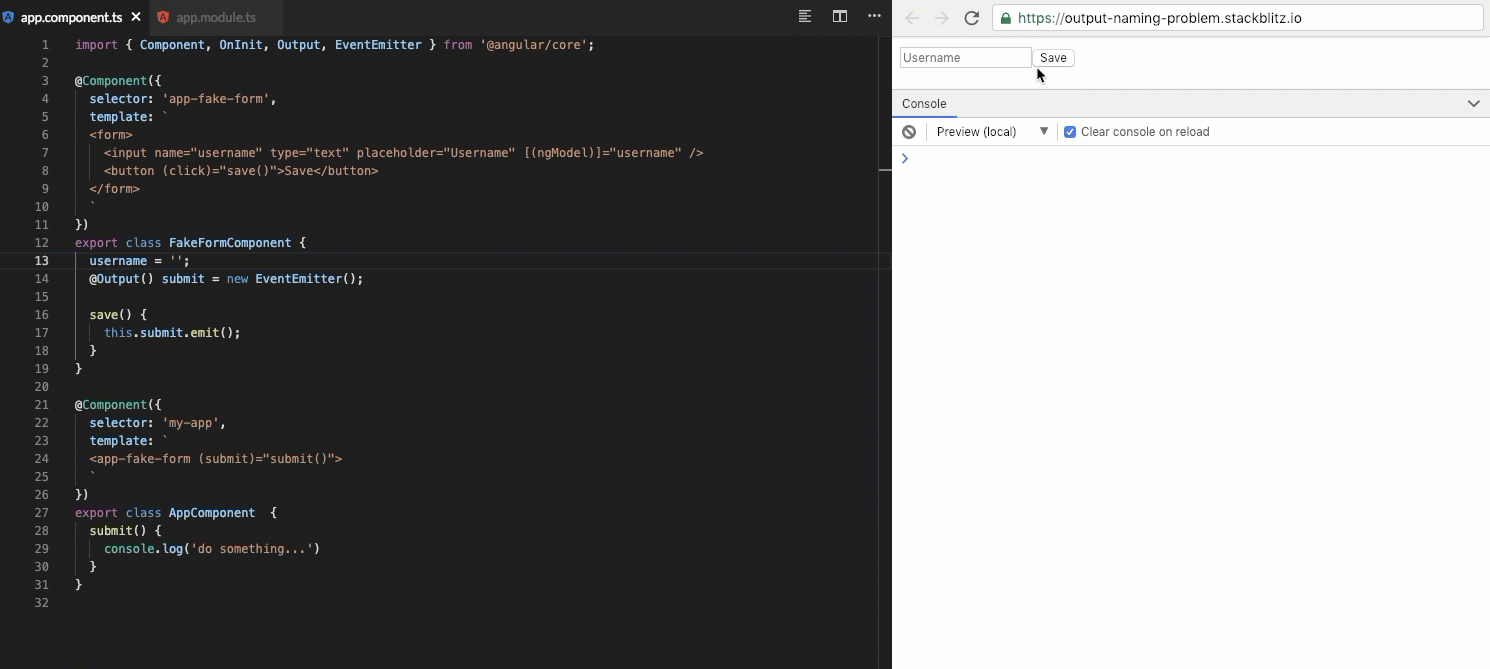 app.component.ts
app.module.ts
1 import { Component, OnInit, Output, EventEmitter } from '@angular/core';
2
3 @Component({
4 selector: 'app-fake-form',
5 template: `
6 <form>
7 <input name="username" type="text" placeholder="Username" [(ngModel)]="username" />
8 <button (click)="save()">Save</button>
9 </form>
10 `
11 })
12 export class FakeFormComponent {
13 username = '';
14 @Output() submit = new EventEmitter();
15
16 save() {
17 this.submit.emit();
18 }
19 }
20
21 @Component({
22 selector: 'my-app',
23 template: `
24 <app-fake-form (submit)="submit()">
25 `
26 })
27 export class AppComponent  {
28 submit() {
29 console.log('do something...')
30 }
31 }
32
https://output-naming-problem.stackblitz.io
Username Save
Console
Preview (local) Clear console on reload